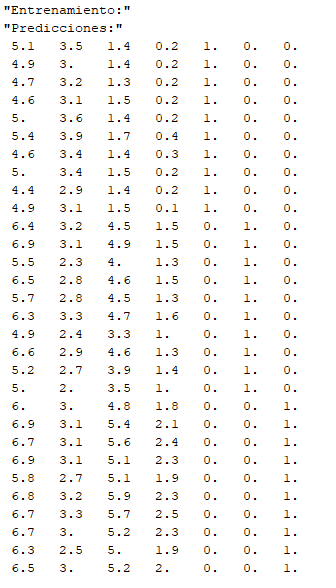 "Entrenamiento:"
"Predicciones:"
5.1 3.5 1.4 0.2 1. 0. 0.
4.9 3. 1.4 0.2 1. 0. 0.
4.7 3.2 1.3 0.2 1. 0. 0.
4.6 3.1 1.5 0.2 1. 0. 0.
5. 3.6 1.4 0.2 1. 0. 0.
5.4 3.9 1.7 0.4 1. 0. 0.
4.6 3.4 1.4 0.3 1. 0. 0.
5. 3.4 1.5 0.2 1. 0. 0.
4.4 2.9 1.4 0.2 1. 0. 0.
4.9 3.1 1.5 0.1 1. 0. 0.
6.4 3.2 4.5 1.5 0. 1. 0.
6.9 3.1 4.9 1.5 0. 1. 0.
5.5 2.3 4. 1.3 0. 1. 0.
6.5 2.8 4.6 1.5 0. 1. 0.
5.7 2.8 4.5 1.3 0. 1. 0.
6.3 3.3 4.7 1.6 0. 1. 0.
4.9 2.4 3.3 1. 0. 1. 0.
6.6 2.9 4.6 1.3 0. 1. 0.
5.2 2.7 3.9 1.4 0. 1. 0.
5. 2. 3.5 1. 0. 1. 0.
6. 3. 4.8 1.8 0. 0. 1.
6.9 3.1 5.4 2.1 0. 0. 1.
6.7 3.1 5.6 2.4 0. 0. 1.
6.9 3.1 5.1 2.3 0. 0. 1.
5.8 2.7 5.1 1.9 0. 0. 1.
6.8 3.2 5.9 2.3 0. 0. 1.
6.7 3.3 5.7 2.5 0. 0. 1.
6.7 3. 5.2 2.3 0. 0. 1.
6.3 2.5 5. 1.9 0. 0. 1.
6.5 3. 5.2 2. 0. 0. 1.